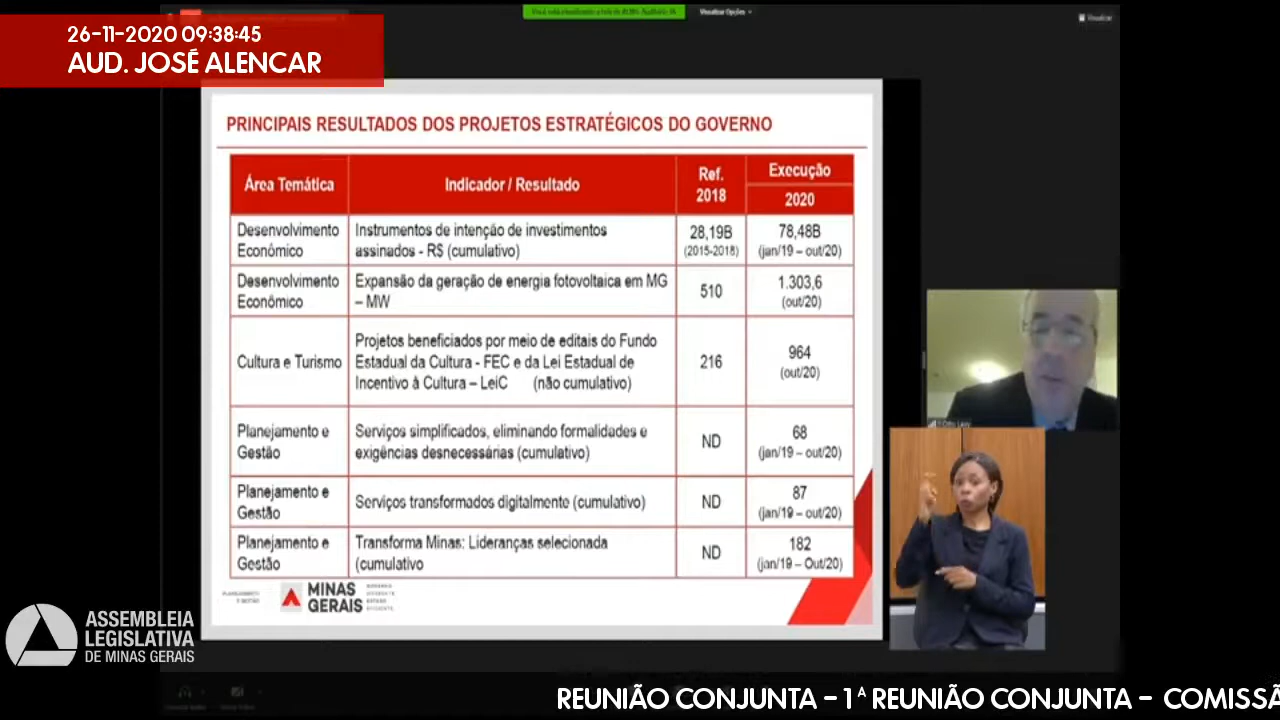 26-11-2020 09:38:45
AUD. JOSÉ ALENCAR
Visualizar Opções
Visualizar
PRINCIPAIS RESULTADOS DOS PROJETOS ESTRATÉGICOS DO GOVERNO
Área Temática
Indicador / Resultado
Ref.
2018
Execução
2020
Desenvolvimento
Econômico
Instrumentos de intenção de investimentos
assinados - R$ (cumulativo)
28,19B
(2015-2018)
78,48B
(jan/19 – out/20)
Desenvolvimento
Econômico
Expansão da geração de energia fotovoltaica em MG
– MW
510
1.303,6
(out/20)
Cultura e Turismo
Projetos beneficiados por meio de editais do Fundo
Estadual da Cultura - FEC e da Lei Estadual de
Incentivo à Cultura – LeiC (não cumulativo)
216
964
(out/20)
Planejamento e
Gestão
Serviços simplificados, eliminando formalidades e
exigências desnecessárias (cumulativo)
ND
68
(jan/19 – out/20)
Planejamento e
Gestão
Serviços transformados digitalmente (cumulativo)
ND
87
(jan/19 – out/20)
Planejamento e
Gestão
Transforma Minas: Lideranças selecionada
(cumulativo
ND
182
(jan/19 – Out/20)
PLANEJAMENTO
E GESTÃO
MINAS
GERAIS
ASSEMBLEIA
LEGISLATIVA
DE MINAS GERAIS
REUNIÃO CONJUNTA – 1ª REUNIÃO CONJUNTA – COMISSÃ